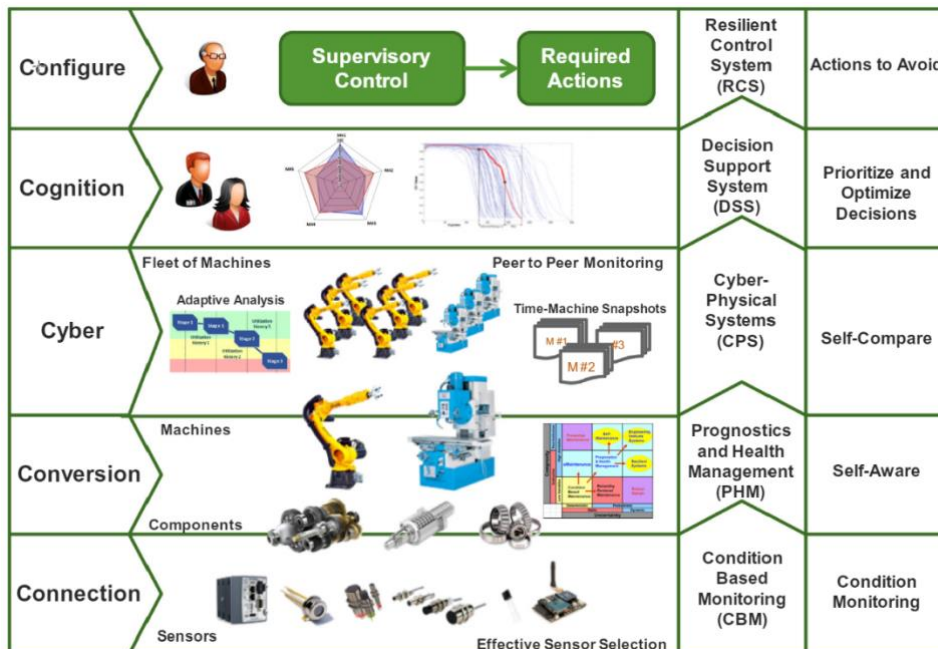 Configure
Supervisory
Control
Required
Actions
Resilient
Control
System
(RCS)
Actions to Avoid
Cognition
Decision
Support
System
(DSS)
Prioritize and
Optimize
Decisions
Cyber
Fleet of Machines
Peer to Peer Monitoring
Adaptive Analysis
Time-Machine Snapshots
M #1
#3
M #2
Cyber-
Physical
Systems
(CPS)
Self-Compare
Conversion
Machines
Components
Prognostics
and Health
Management
(PHM)
Self-Aware
Connection
Sensors
Effective Sensor Selection
Condition
Based
Monitoring
(CBM)
Condition
Monitoring